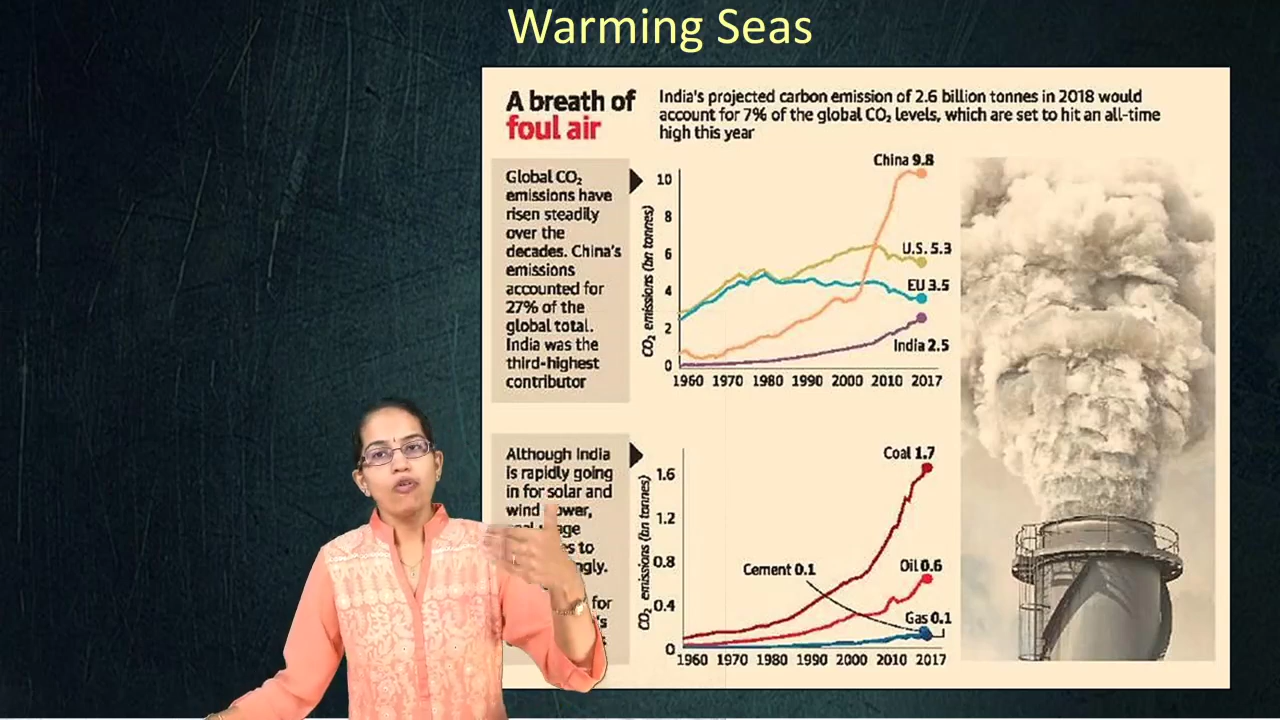 Warming Seas
A breath of
foul air
India's projected carbon emission of 2.6 billion tonnes in 2018 would
account for 7% of the global CO₂ levels, which are set to hit an all-time
high this year
Global CO₂
emissions have
risen steadily
over the
decades. China's
emissions
accounted for
27% of the
global total.
India was the
third-highest
contributor
CO₂ emissions (bn tonnes)
10
8
6
4
2
0
China 9.8
U.S. 5.3
EU 3.5
India 2.5
1960 1970 1980 1990 2000 2010 2017
Although India
is rapidly going
in for solar and
wind
for
CO₂ emissions (bn tonnes)
1.6
1.2
0.8
0.4
0
Coal 1.7
Cement 0.1
Oil 0.6
Gas 0.1
1960 1970 1980 1990 2000 2010 2017